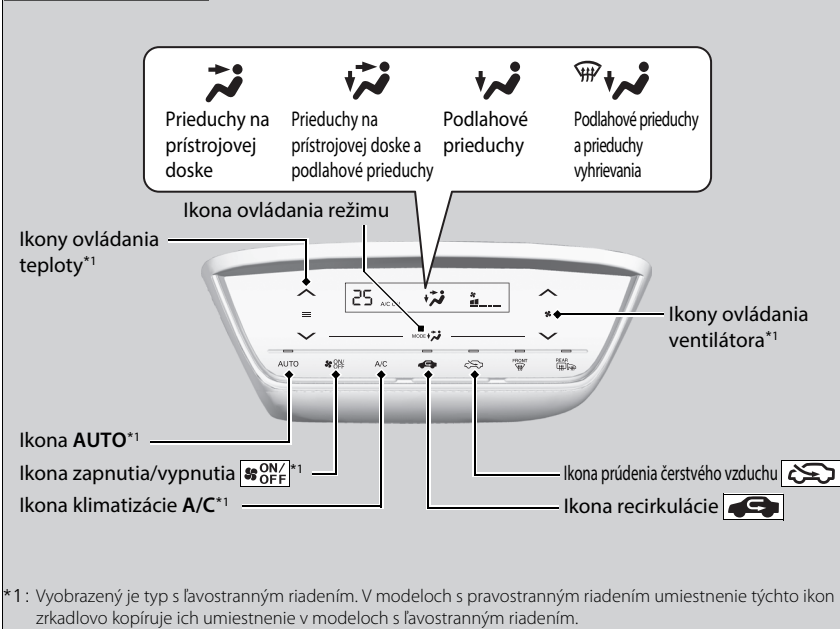 Prieduchy na
prístrojovej
doske
Prieduchy na
prístrojovej doske a
podlahové prieduchy
Podlahové
prieduchy
Podlahové prieduchy
a prieduchy
vyhrievania
Ikona ovládania režimu
Ikony ovládania
teploty*1
25
MODE
Ikony ovládania
ventilátora*1
AUTO
ON/
OFF
A/C
FRONT
REAR
Ikona AUTO*1
Ikona zapnutia/vypnutia ON/OFF*1
Ikona klimatizácie A/C*1
Ikona prúdenia čerstvého vzduchu
Ikona recirkulácie
*1: Vyobrazený je typ s ľavostranným riadením. V modeloch s pravostranným riadením umiestnenie týchto ikon
zrkadlovo kopíruje ich umiestnenie v modeloch s ľavostranným riadením.